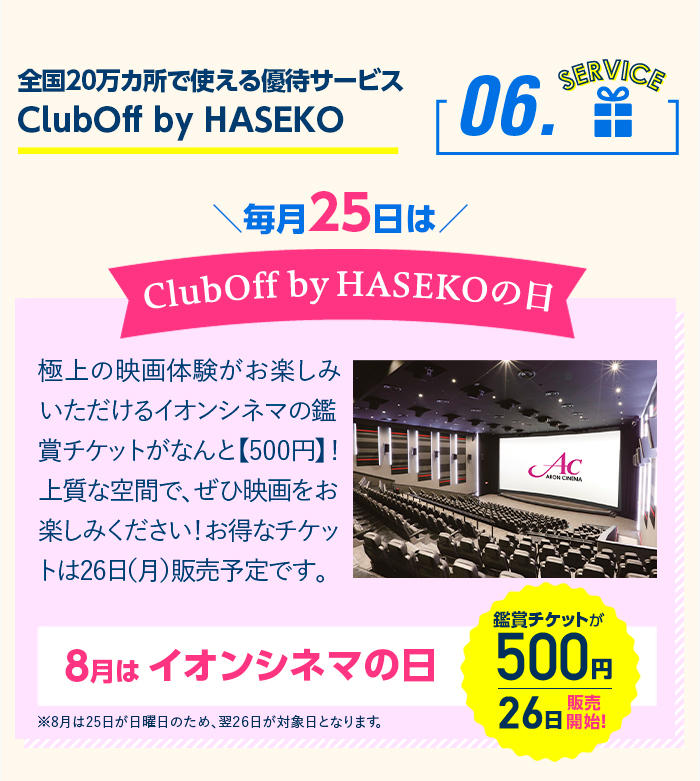 全国20万カ所で使える優待サービス
ClubOff by HASEKO
06.
SERVICE
＼毎月25日は／
ClubOff by HASEKOの日
極上の映画体験がお楽しみ
いただけるイオンシネマの鑑
賞チケットがなんと【500円】！
上質な空間で、ぜひ映画をお
楽しみください！お得なチケッ
トは26日（月）販売予定です。
AC
ÆON CINEMA
8月は イオンシネマの日
※8月は25日が日曜日のため、翌26日が対象日となります。
鑑賞チケットが
500円
26日 販売
開始！